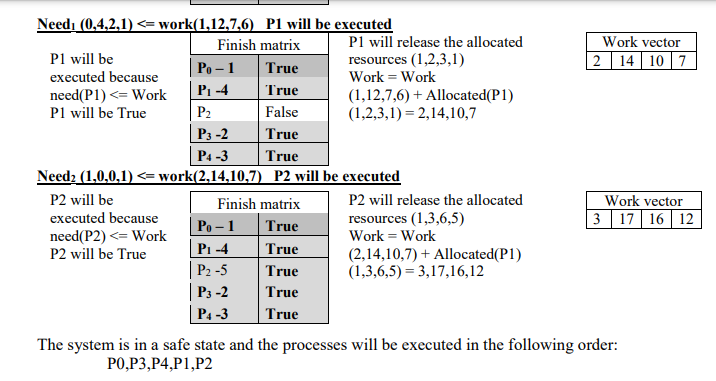 Need₁ (0,4,2,1) <= work(1,12,7,6) P1 will be executed
P1 will be
executed because
need(P1) <= Work
P1 will be True
Finish matrix
P₀ – 1 True
P₁ -4 True
P₂ False
P₃ -2 True
P₄ -3 True
P1 will release the allocated
resources (1,2,3,1)
Work = Work
(1,12,7,6) + Allocated(P1)
(1,2,3,1) = 2,14,10,7
Work vector
2 14 10 7
Need₂ (1,0,0,1) <= work(2,14,10,7) P2 will be executed
P2 will be
executed because
need(P2) <= Work
P2 will be True
Finish matrix
P₀ – 1 True
P₁ -4 True
P₂ -5 True
P₃ -2 True
P₄ -3 True
P2 will release the allocated
resources (1,3,6,5)
Work = Work
(2,14,10,7) + Allocated(P1)
(1,3,6,5) = 3,17,16,12
Work vector
3 17 16 12
The system is in a safe state and the processes will be executed in the following order:
P0,P3,P4,P1,P2